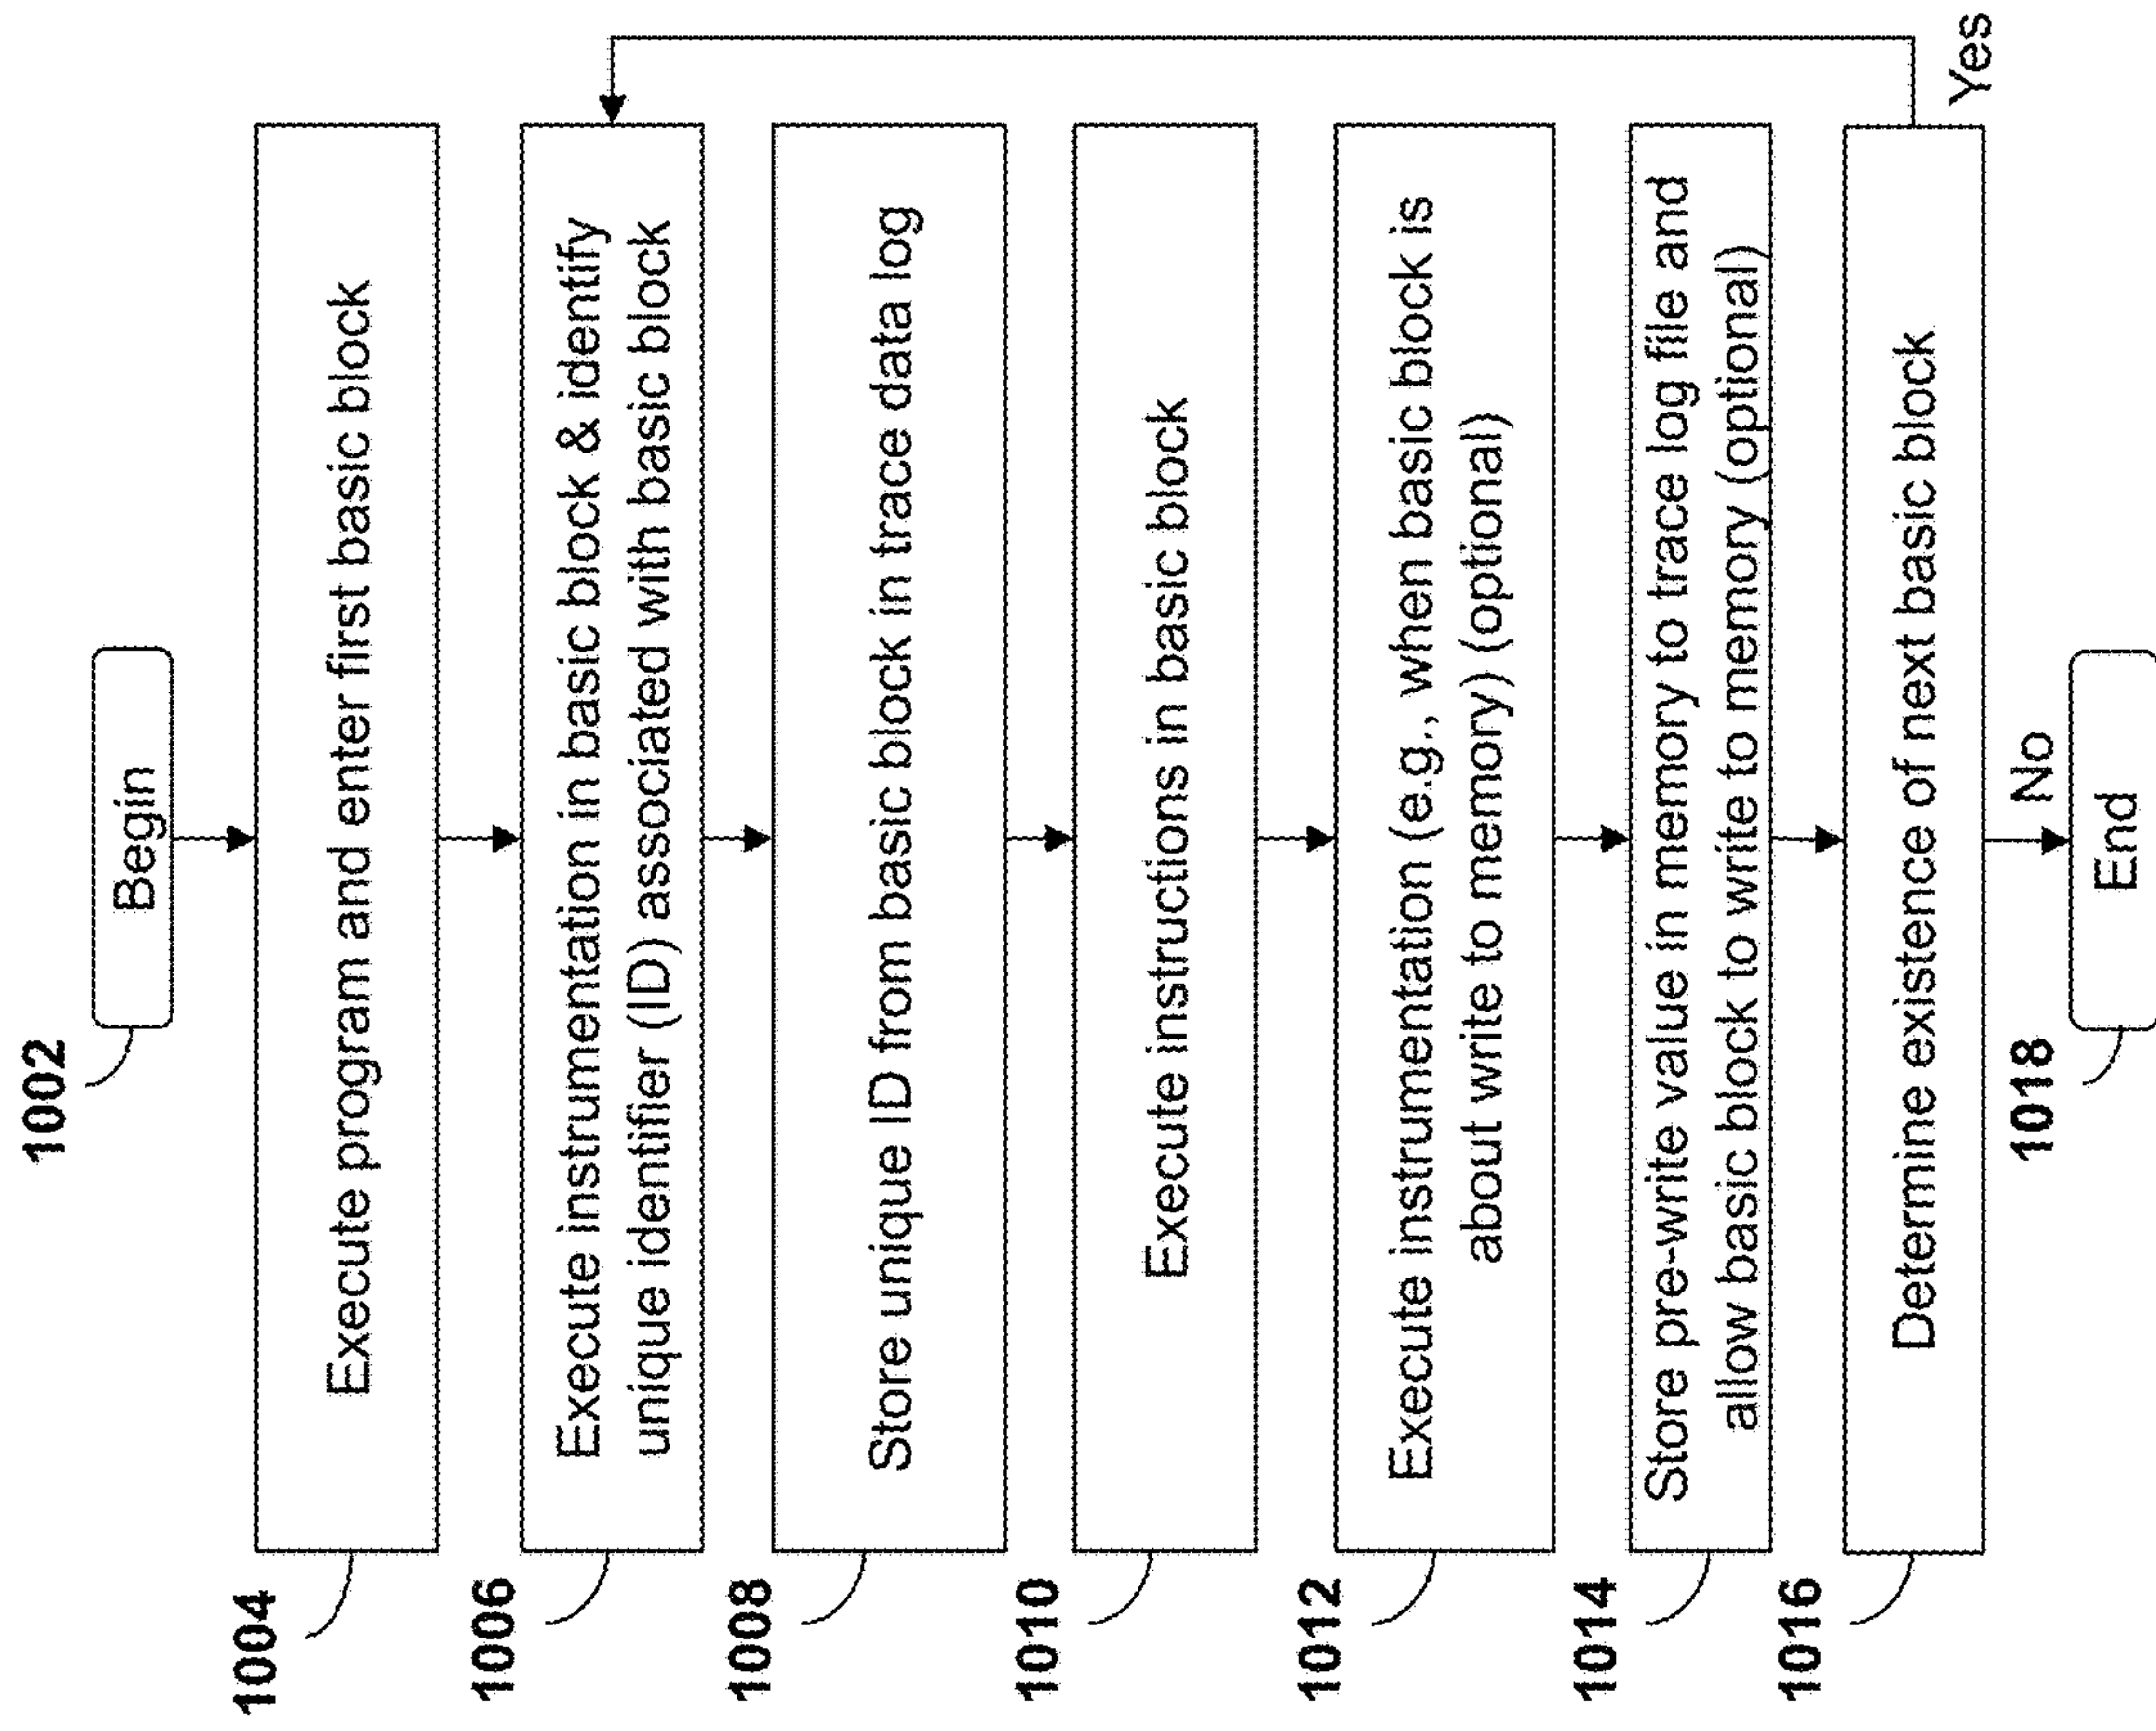 1002
Begin
1004
Execute program and enter first basic block
1006
Execute instrumentation in basic block & identify
unique identifier (ID) associated with basic block
1008
Store unique ID from basic block in trace data log
1010
Execute instructions in basic block
1012
Execute instrumentation (e.g., when basic block is
about write to memory) (optional)
1014
Store pre-write value in memory to trace log file and
allow basic block to write to memory (optional)
1016
Determine existence of next basic block
Yes
No
1018
End